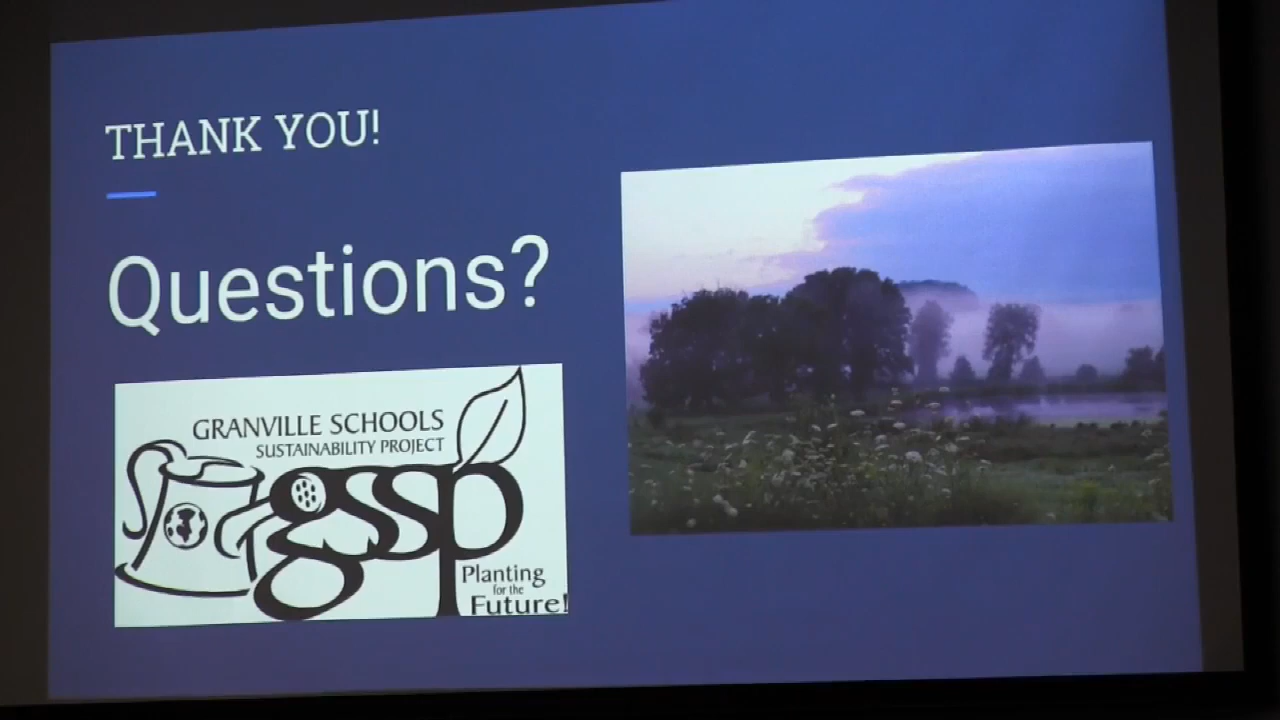 THANK YOU!
Questions?
GRANVILLE SCHOOLS
SUSTAINABILITY PROJECT
gssp
Planting
for the
Future!